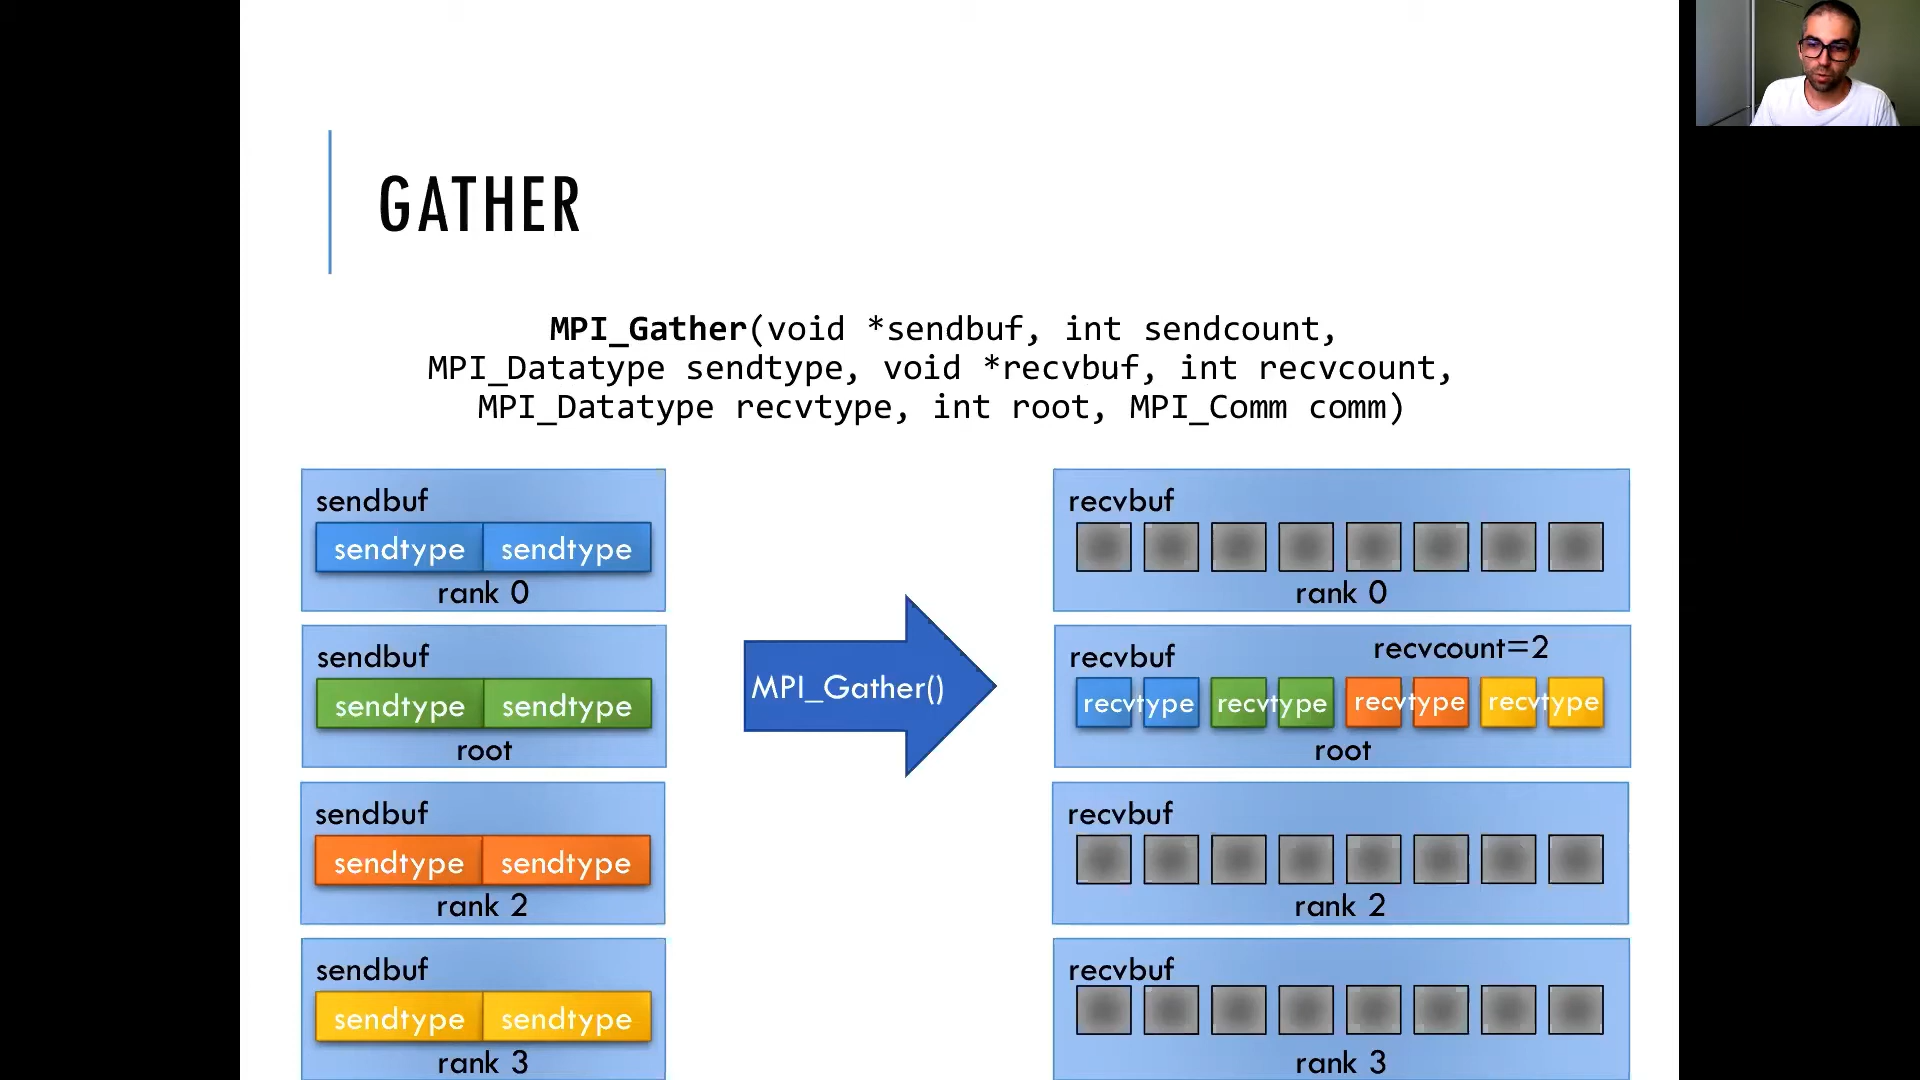 GATHER
MPI_Gather(void *sendbuf, int sendcount,
MPI_Datatype sendtype, void *recvbuf, int recvcount,
MPI_Datatype recvtype, int root, MPI_Comm comm)
sendbuf
sendtype sendtype
rank 0
sendbuf
sendtype sendtype
root
sendbuf
sendtype sendtype
rank 2
sendbuf
sendtype sendtype
rank 3
MPI_Gather()
recvbuf
rank 0
recvbuf recvcount=2
recvtype recvtype recvtype recvtype
root
recvbuf
rank 2
recvbuf
rank 3